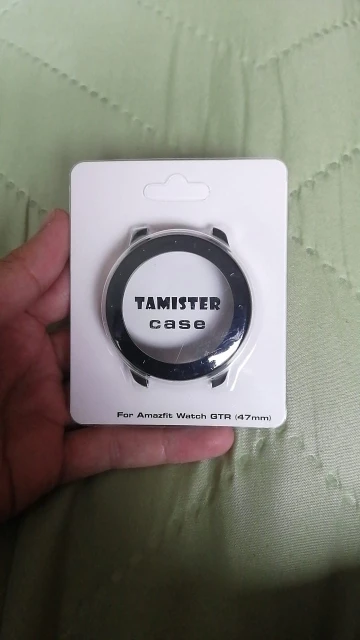 TAMISTER
case
For Amazfit Watch GTR (47mm)